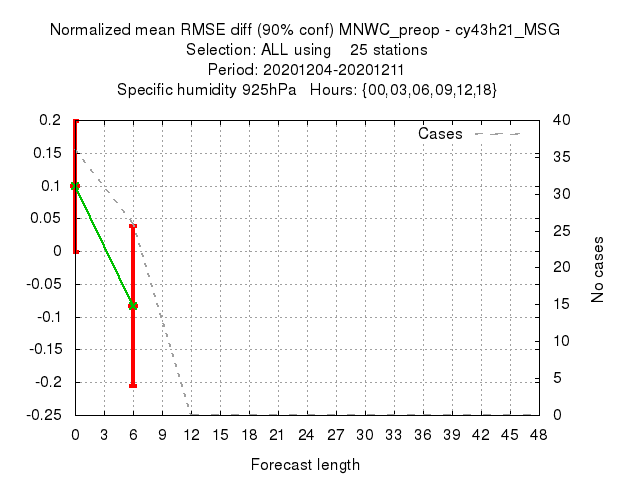 Normalized mean RMSE diff (90% conf) MNWC_preop - cy43h21_MSG
Selection: ALL using    25 stations
Period: 20201204-20201211
Specific humidity 925hPa   Hours: {00,03,06,09,12,18}
Cases
0.2
0.15
0.1
0.05
0
-0.05
-0.1
-0.15
-0.2
-0.25
40
35
30
25
20
15
10
5
0
No cases
0 3 6 9 12 15 18 21 24 27 30 33 36 39 42 45 48
Forecast length